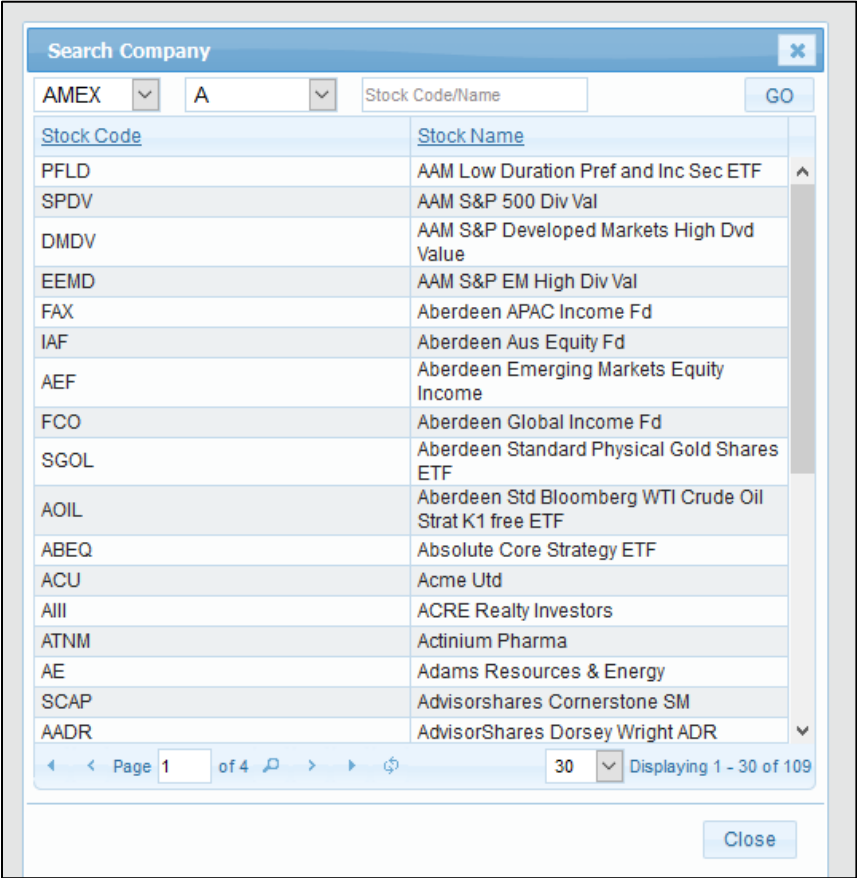 Search Company
AMEX A Stock Code/Name GO
Stock Code Stock Name
PFLD AAM Low Duration Pref and Inc Sec ETF
SPDV AAM S&P 500 Div Val
DMDV AAM S&P Developed Markets High Dvd
Value
EEMD AAM S&P EM High Div Val
FAX Aberdeen APAC Income Fd
IAF Aberdeen Aus Equity Fd
AEF Aberdeen Emerging Markets Equity
Income
FCO Aberdeen Global Income Fd
SGOL Aberdeen Standard Physical Gold Shares
ETF
AOIL Aberdeen Std Bloomberg WTI Crude Oil
Strat K1 free ETF
ABEQ Absolute Core Strategy ETF
ACU Acme Utd
AIII ACRE Realty Investors
ATNM Actinium Pharma
AE Adams Resources & Energy
SCAP Advisorshares Cornerstone SM
AADR AdvisorShares Dorsey Wright ADR
Page 1 of 4 30 Displaying 1 - 30 of 109
Close